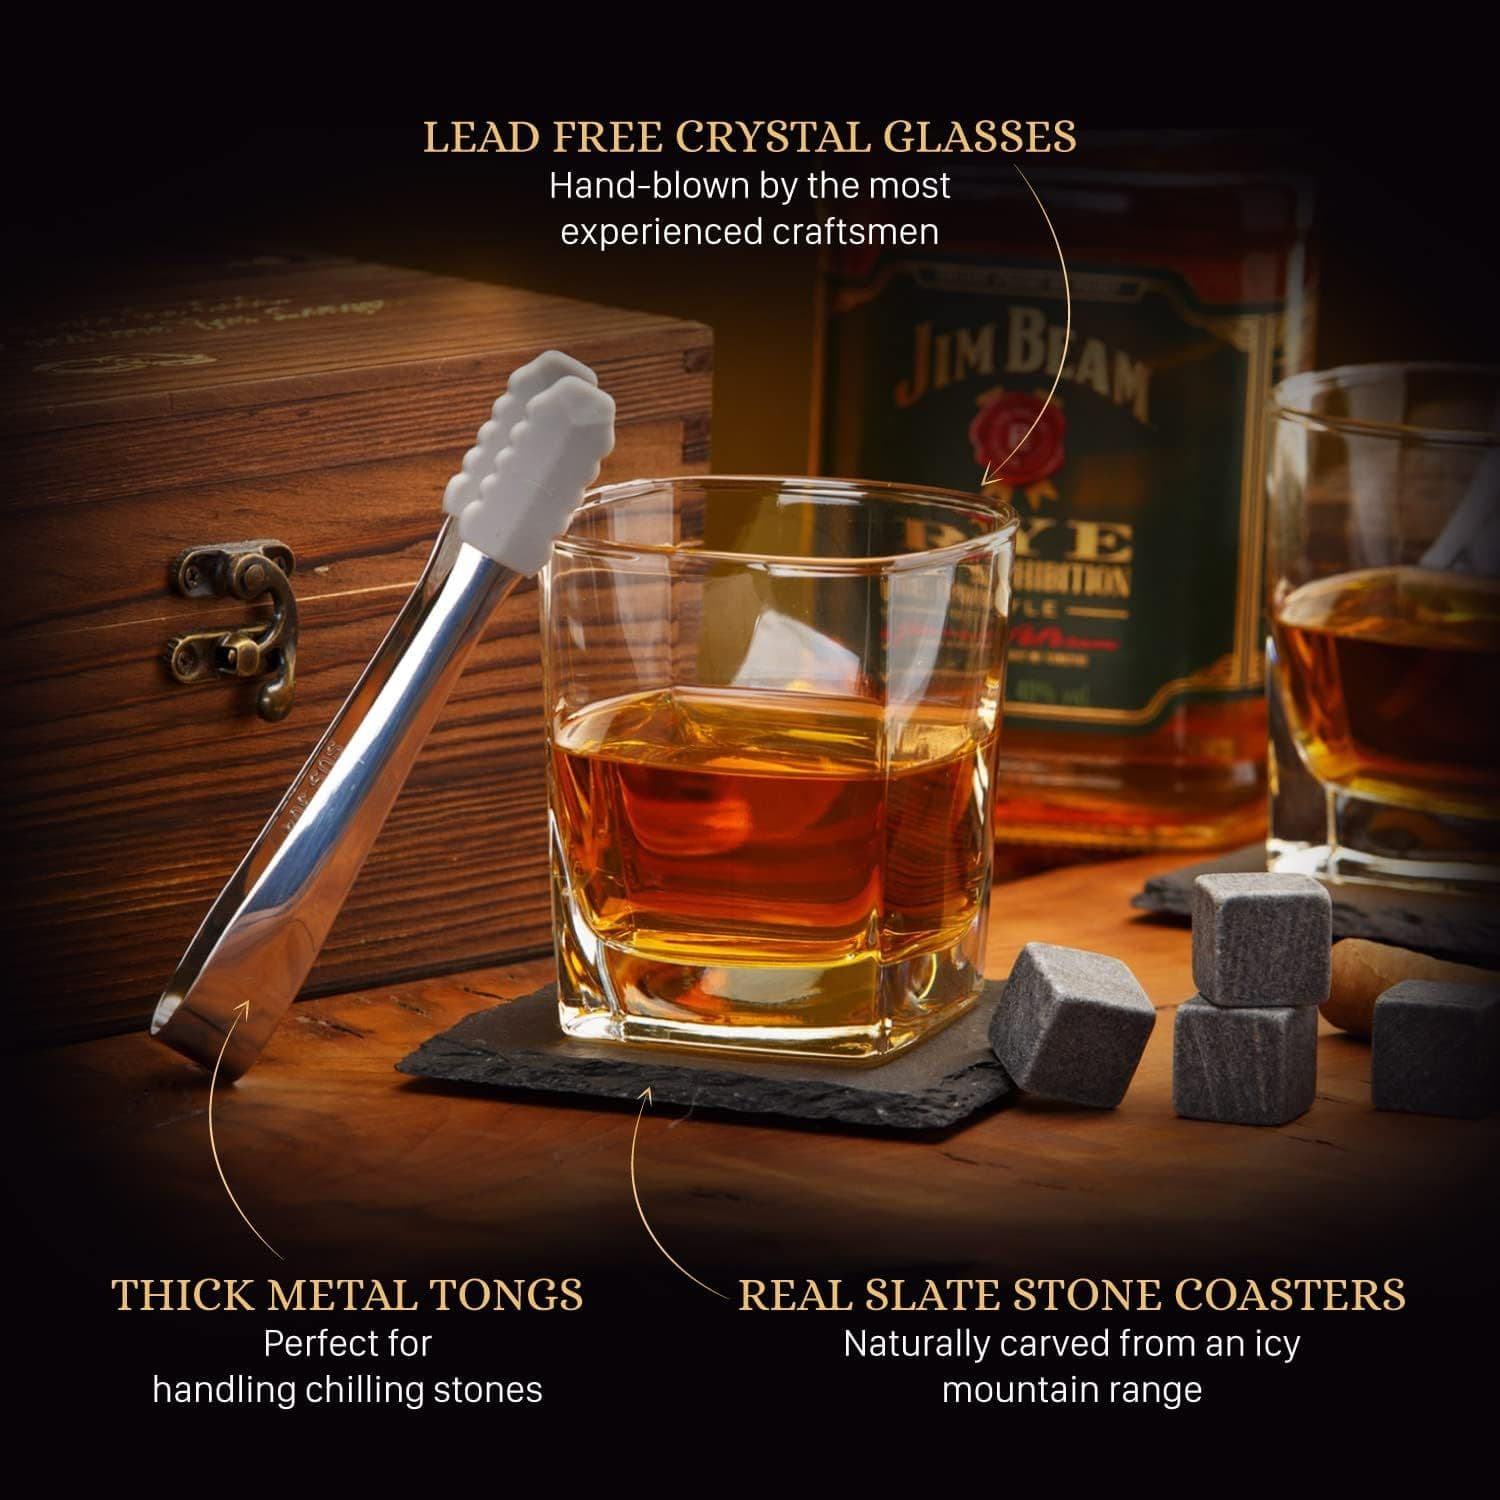 LEAD FREE CRYSTAL GLASSES
Hand-blown by the most
experienced craftsmen
JIM BEAM
RYE
STYLE
THICK METAL TONGS
Perfect for
handling chilling stones
REAL SLATE STONE COASTERS
Naturally carved from an icy
mountain range